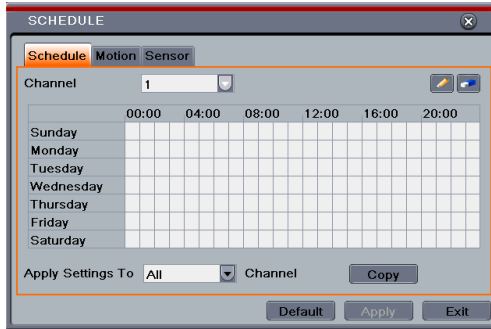 SCHEDULE
Schedule Motion Sensor
Channel 1
00:00 04:00 08:00 12:00 16:00 20:00
Sunday
Monday
Tuesday
Wednesday
Thursday
Friday
Saturday
Apply Settings To All Channel Copy
Default Apply Exit